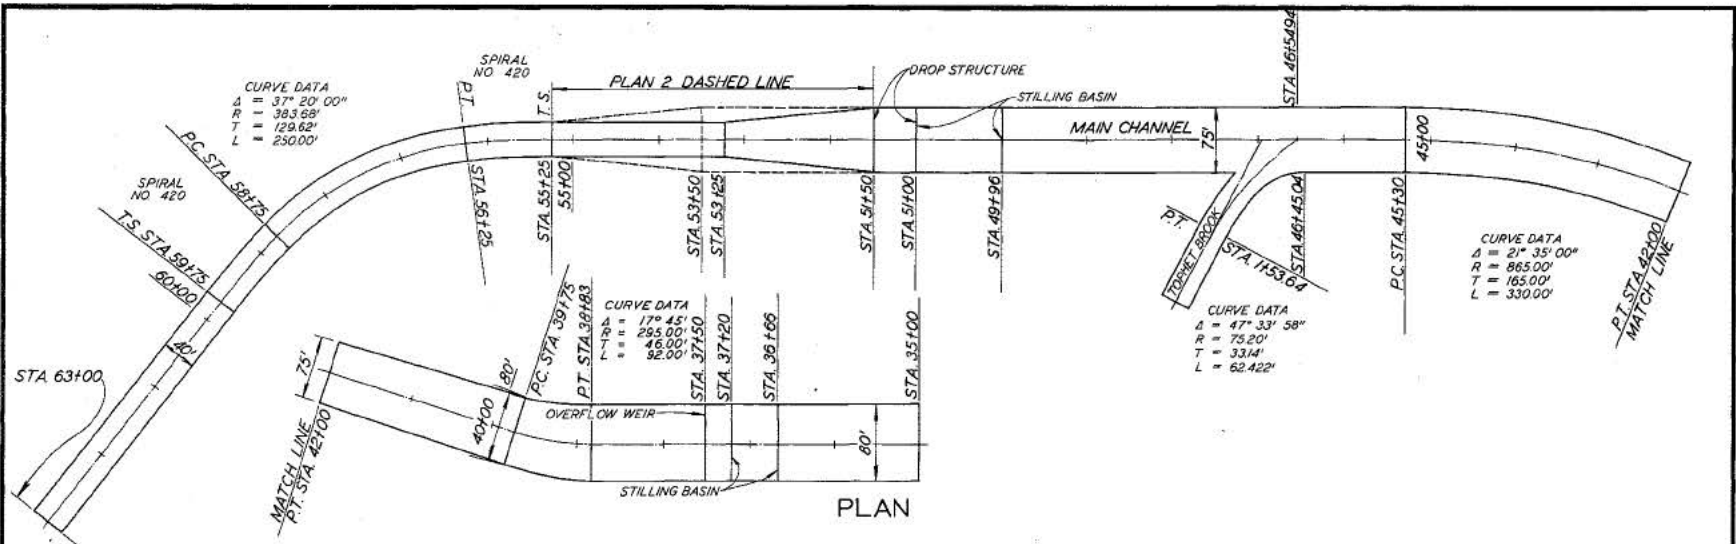 CURVE DATA
Δ = 37° 20' 00"
R = 383.68'
T = 129.62'
L = 250.00'
SPIRAL
NO 420
P.T.
T.S.
PLAN 2 DASHED LINE
DROP STRUCTURE
STILLING BASIN
MAIN CHANNEL
75'
STA. 46+54.94
45+00
P.C. STA. 58+75
SPIRAL
NO 420
T.S. STA. 59+75
60+00
40'
STA. 63+00
STA. 56+25
STA. 55+25
55+00
STA. 53+50
STA. 53+25
STA. 51+50
STA. 51+00
STA. 49+96
P.T.
TOPHET BROOK
STA. 1+53.64
STA. 46+45.04
P.C. STA. 45+30
CURVE DATA
Δ = 21° 35' 00"
R = 865.00'
T = 165.00'
L = 330.00'
P.T. STA. 42+00
MATCH LINE
CURVE DATA
Δ = 47° 33' 58"
R = 75.20'
T = 33.14'
L = 62.422'
75'
MATCH LINE
P.T. STA. 42+00
40+00
80'
P.C. STA. 39+75
P.T. STA. 38+83
CURVE DATA
Δ = 17° 45'
R = 295.00'
T = 46.00'
L = 92.00'
STA. 37+50
STA. 37+20
STA. 36+66
STA. 35+00
OVERFLOW WEIR
80'
STILLING BASIN
PLAN